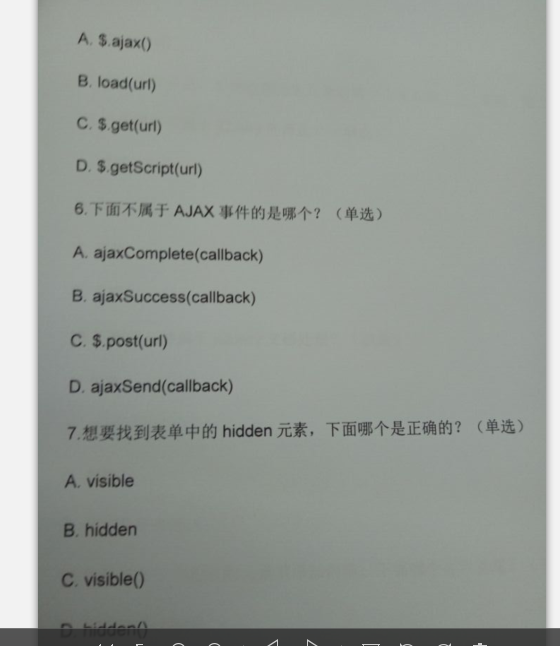 A. $.ajax()
B. load(url)
C. $.get(url)
D. $.getScript(url)
6.下面不属于 AJAX 事件的是哪个？（单选）
A. ajaxComplete(callback)
B. ajaxSuccess(callback)
C. $.post(url)
D. ajaxSend(callback)
7.想要找到表单中的 hidden 元素，下面哪个是正确的？（单选）
A. visible
B. hidden
C. visible()
D. hidden()